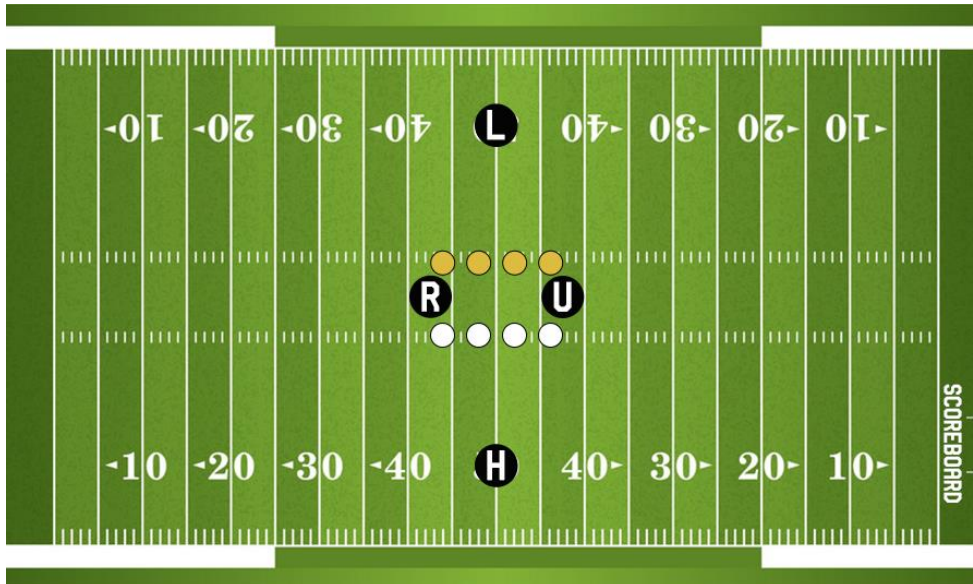 ◄10 ◄20 ◄30 ◄40 L 40► 30► 20► 10►
R U
◄10 ◄20 ◄30 ◄40 H 40► 30► 20► 10►
SCOREBOARD